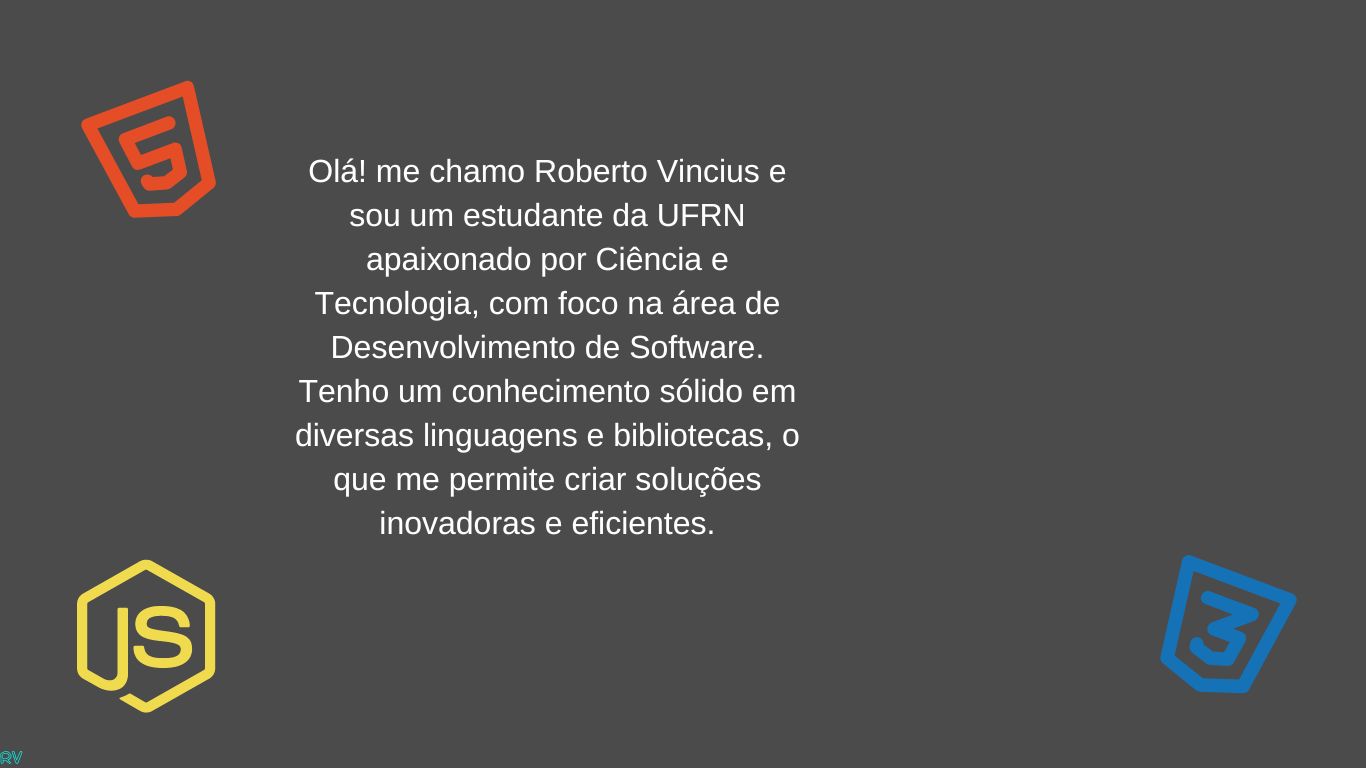 5
Olá! me chamo Roberto Vincius e
sou um estudante da UFRN
apaixonado por Ciência e
Tecnologia, com foco na área de
Desenvolvimento de Software.
Tenho um conhecimento sólido em
diversas linguagens e bibliotecas, o
que me permite criar soluções
inovadoras e eficientes.
JS
3
RV